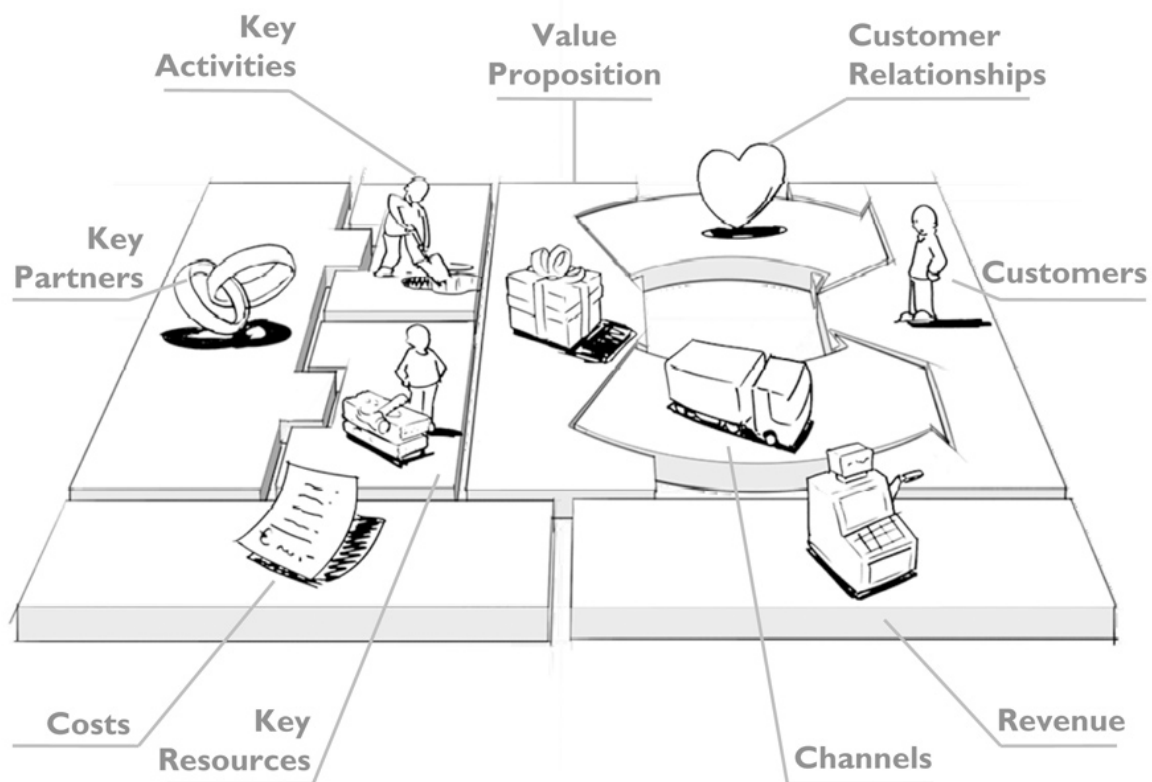 Key
Activities
Value
Proposition
Customer
Relationships
Key
Partners
Customers
Costs
Key
Resources
Channels
Revenue